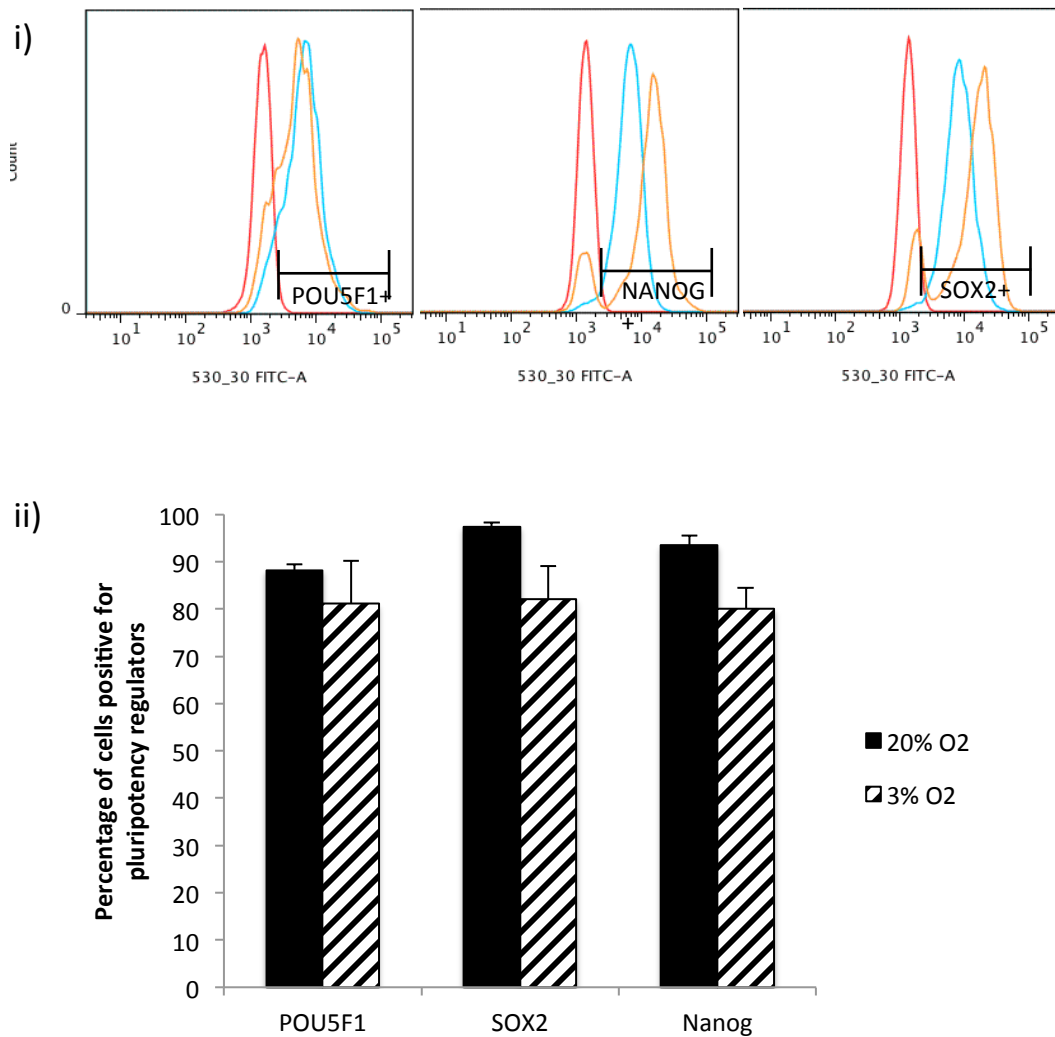 i)
Count
0
POU5F1+
NANOG
+
SOX2+
10^1 10^2 10^3 10^4 10^5
10^1 10^2 10^3 10^4 10^5
10^1 10^2 10^3 10^4 10^5
530_30 FITC-A
530_30 FITC-A
530_30 FITC-A
ii)
Percentage of cells positive for
pluripotency regulators
100
90
80
70
60
50
40
30
20
10
0
POU5F1
SOX2
Nanog
20% O2
3% O2